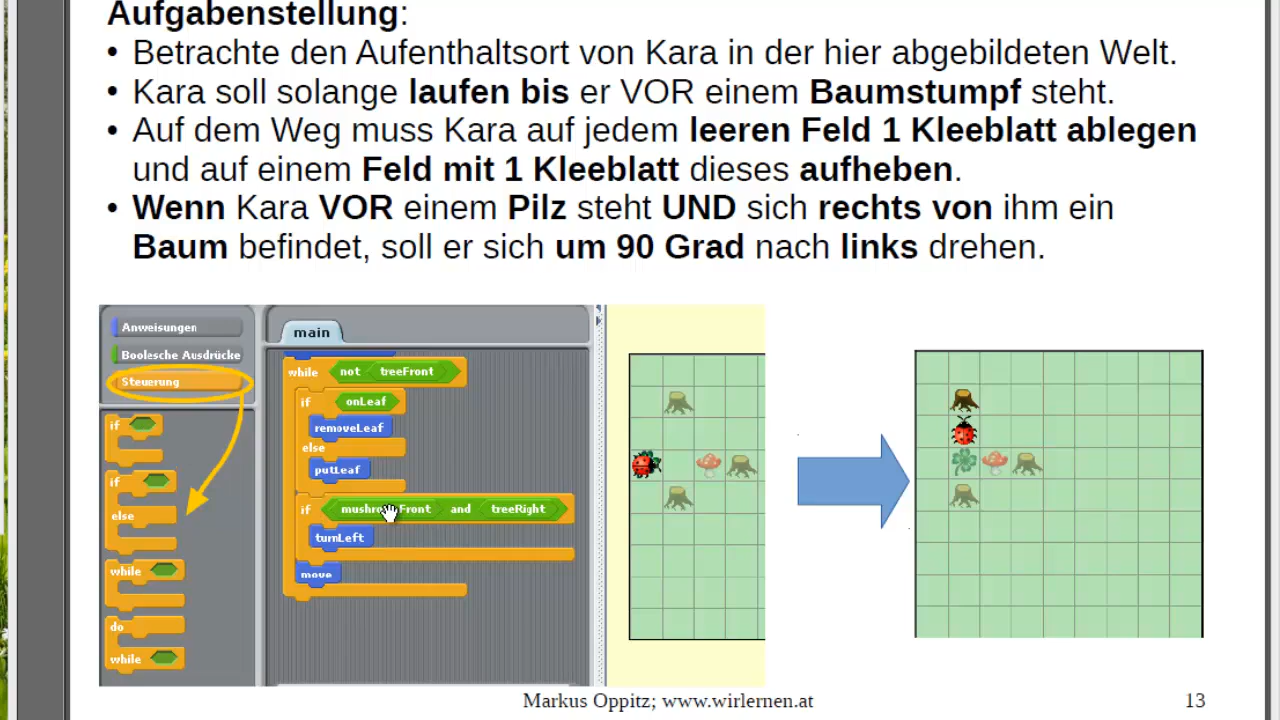 Aufgabenstellung:
• Betrachte den Aufenthaltsort von Kara in der hier abgebildeten Welt.
• Kara soll solange laufen bis er VOR einem Baumstumpf steht.
• Auf dem Weg muss Kara auf jedem leeren Feld 1 Kleeblatt ablegen
und auf einem Feld mit 1 Kleeblatt dieses aufheben.
• Wenn Kara VOR einem Pilz steht UND sich rechts von ihm ein
Baum befindet, soll er sich um 90 Grad nach links drehen.
Anweisungen
Boolesche Ausdrücke
Steuerung
if
if
else
while
do
while
main
while not treeFront
if onLeaf
removeLeaf
else
putLeaf
if and treeRight
turnLeft
move
Markus Oppitz; www.wirlernen.at
13